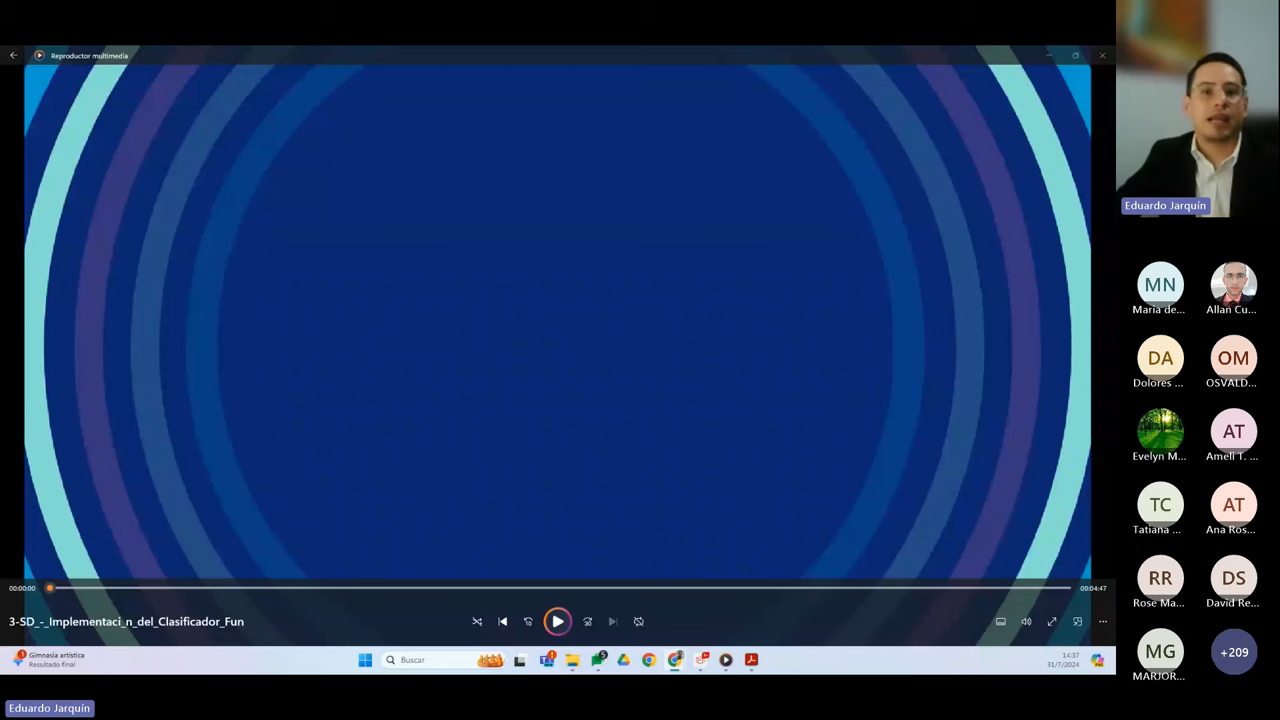 Reproductor multimedia
Eduardo Jarquín
MN
Maria de...
Allan Cu...
DA
Dolores ...
OM
OSVALD...
Evelyn M...
AT
Ameli T. ...
TC
Tatiana ...
AT
Ana Ros...
RR
Rose Ma...
DS
David Re...
MG
MARJOR...
+209
00:00:00
00:04:47
3-SD_-_Implementaci_n_del_Clasificador_Fun
Gimnasia artística
Resultado final
Buscar
14:37
31/7/2024
Eduardo Jarquín